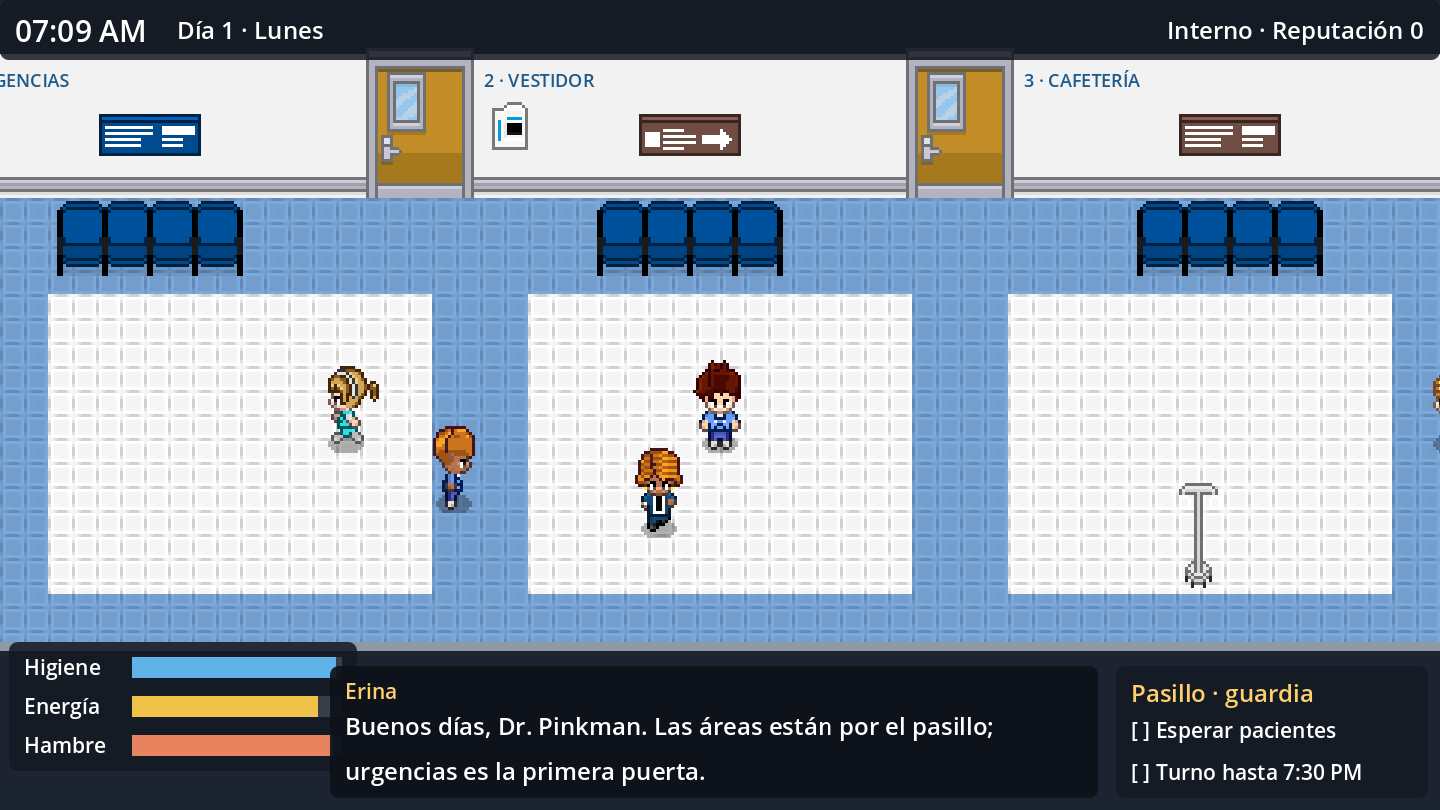 07:09 AM
Día 1 · Lunes
Interno · Reputación 0
GENCIAS
2 · VESTIDOR
3 · CAFETERÍA
Higiene
Energía
Hambre
Erina
Buenos días, Dr. Pinkman. Las áreas están por el pasillo;
urgencias es la primera puerta.
Pasillo · guardia
[ ] Esperar pacientes
[ ] Turno hasta 7:30 PM